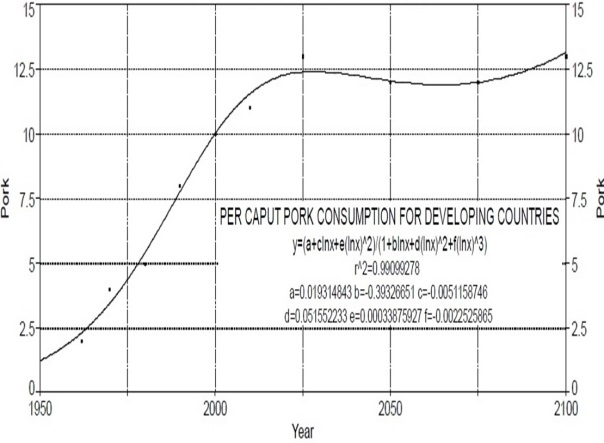 15 15
12.5 12.5
10 10
7.5 7.5
Pork Pork
PER CAPUT PORK CONSUMPTION FOR DEVELOPING COUNTRIES
y=(a+clnx+e(lnx)^2)/(1+blnx+d(lnx)^2+f(lnx)^3)
r^2=0.99099278
5 5
a=0.019314843 b=-0.39326651 c=-0.0051158746
d=0.051552233 e=0.00033875927 f=-0.0022525865
2.5 2.5
0 0
1950 2000 2050 2100
Year